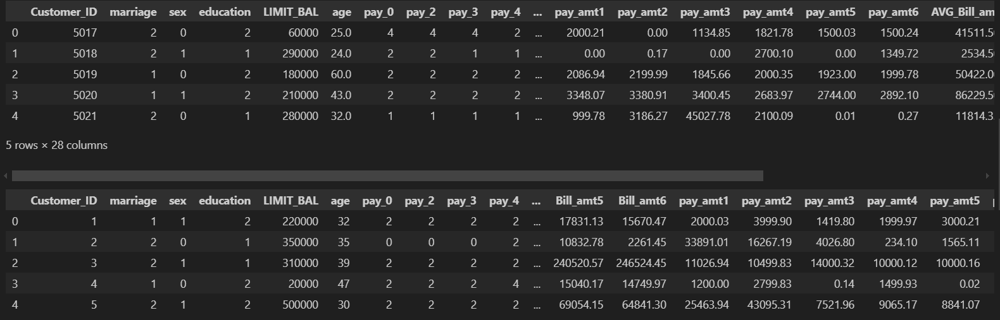 Customer_ID marriage sex education LIMIT_BAL age pay_0 pay_2 pay_3 pay_4 ... pay_amt1 pay_amt2 pay_amt3 pay_amt4 pay_amt5 pay_amt6 AVG_Bill_am
0 5017 2 0 2 60000 25.0 4 4 4 2 ... 2000.21 0.00 1134.85 1821.78 1500.03 1500.24 41511.5
1 5018 2 1 1 290000 24.0 2 2 1 1 ... 0.00 0.17 0.00 2700.10 0.00 1349.72 2534.5
2 5019 1 0 2 180000 60.0 2 2 2 2 ... 2086.94 2199.99 1845.66 2000.35 1923.00 1999.78 50422.0
3 5020 1 1 2 210000 43.0 2 2 2 2 ... 3348.07 3380.91 3400.45 2683.97 2744.00 2892.10 86229.5
4 5021 2 0 1 280000 32.0 1 1 1 1 ... 999.78 3186.27 45027.78 2100.09 0.01 0.27 11814.3
5 rows × 28 columns
Customer_ID marriage sex education LIMIT_BAL age pay_0 pay_2 pay_3 pay_4 ... Bill_amt5 Bill_amt6 pay_amt1 pay_amt2 pay_amt3 pay_amt4 pay_amt5
0 1 1 1 2 220000 32 2 2 2 2 ... 17831.13 15670.47 2000.03 3999.90 1419.80 1999.97 3000.21
1 2 2 0 1 350000 35 0 0 0 2 ... 10832.78 2261.45 33891.01 16267.19 4026.80 234.10 1565.11
2 3 2 1 1 310000 39 2 2 2 2 ... 240520.57 246524.45 11026.94 10499.83 14000.32 10000.12 10000.16
3 4 1 0 2 20000 47 2 2 2 4 ... 15040.17 14749.97 1200.00 2799.83 0.14 1499.93 0.02
4 5 2 1 2 500000 30 2 2 2 2 ... 69054.15 64841.30 25463.94 43095.31 7521.96 9065.17 8841.07